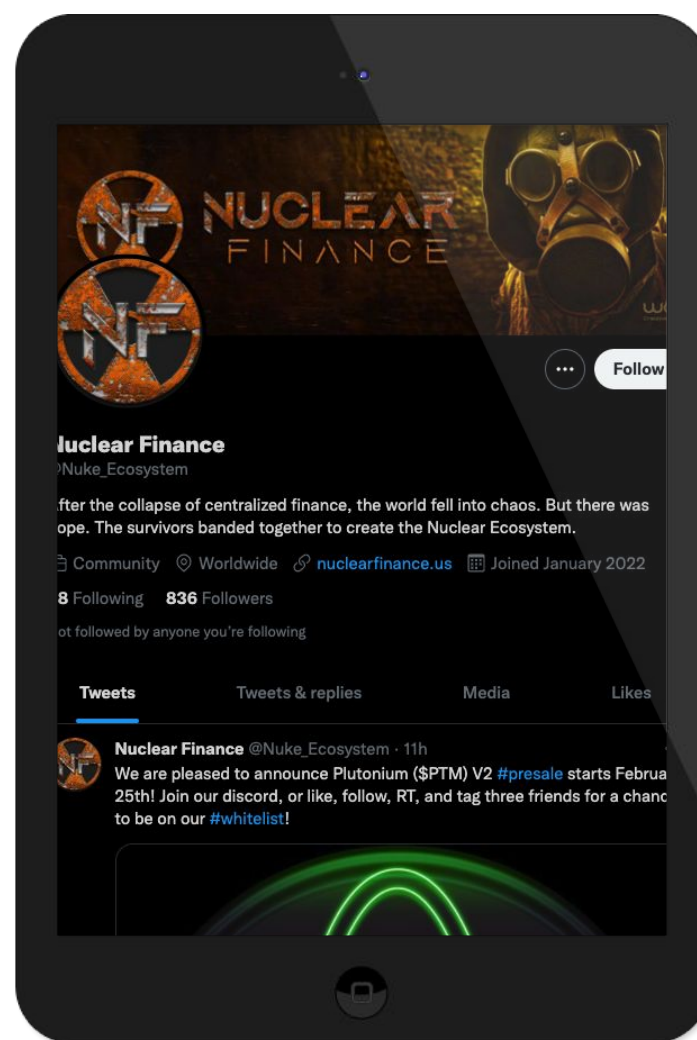 NF
NUCLEAR
FINANCE
NF
Follow
Nuclear Finance
@Nuke_Ecosystem
fter the collapse of centralized finance, the world fell into chaos. But there was
ope. The survivors banded together to create the Nuclear Ecosystem.
Community Worldwide nuclearfinance.us Joined January 2022
8 Following 836 Followers
ot followed by anyone you're following
Tweets Tweets & replies Media Likes
NF
Nuclear Finance @Nuke_Ecosystem · 11h
We are pleased to announce Plutonium ($PTM) V2 #presale starts Februa
25th! Join our discord, or like, follow, RT, and tag three friends for a chanc
to be on our #whitelist!